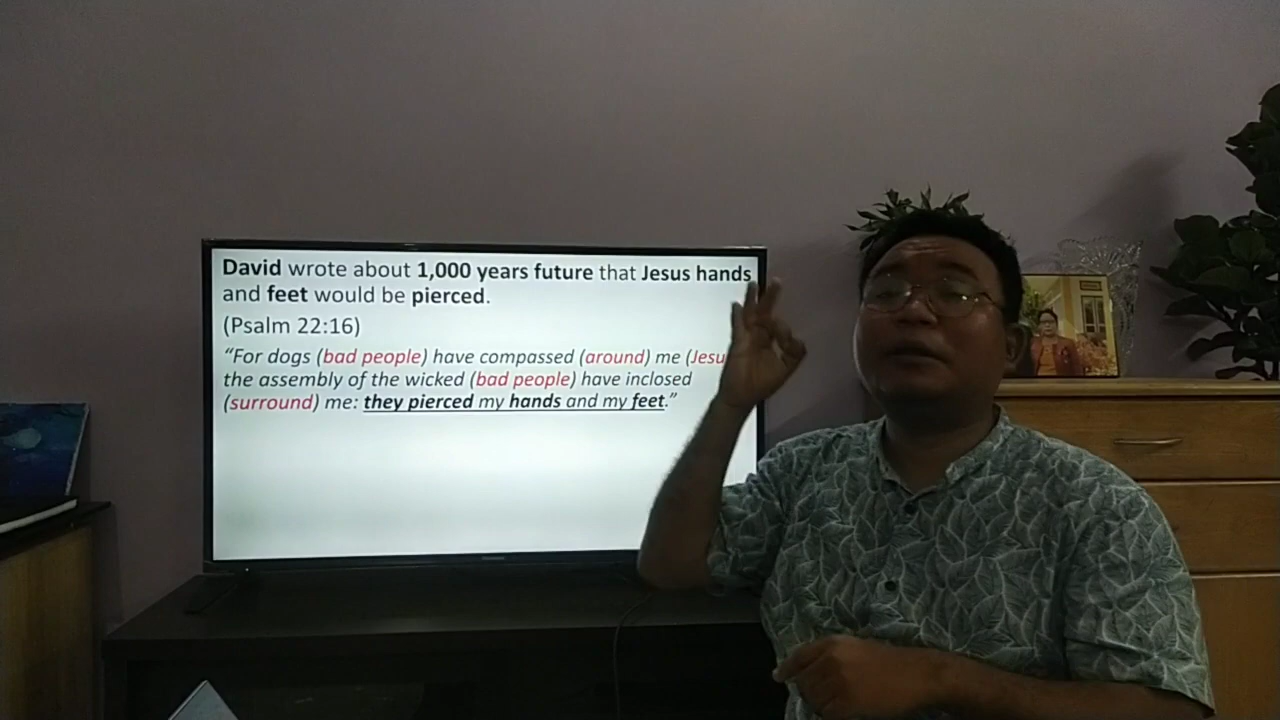 David wrote about 1,000 years future that Jesus hands
and feet would be pierced.
(Psalm 22:16)
“For dogs (bad people) have compassed (around) me (Jesu
the assembly of the wicked (bad people) have inclosed
(surround) me: they pierced my hands and my feet.”